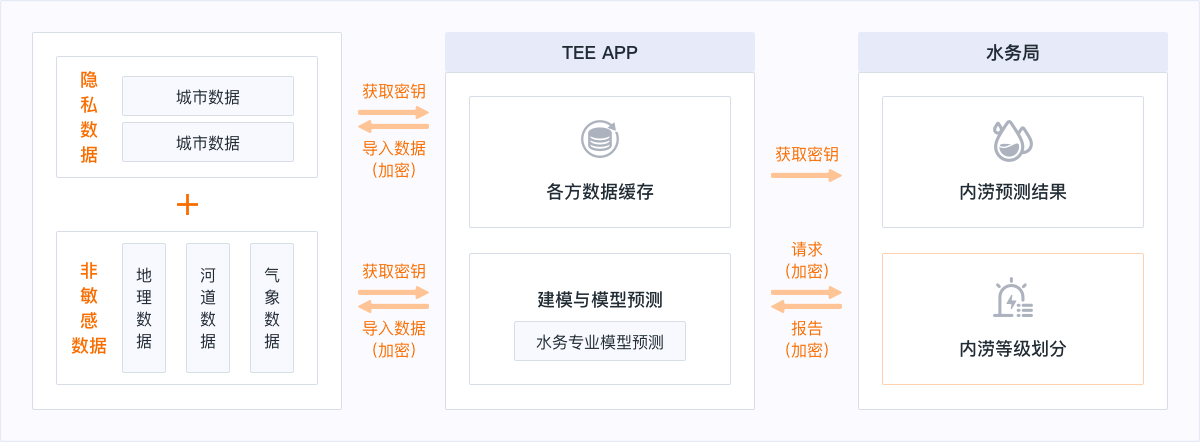 隐私数据
城市数据
城市数据
+
非敏感数据
地理数据
河道数据
气象数据
获取密钥
导入数据
(加密)
获取密钥
导入数据
(加密)
TEE APP
各方数据缓存
建模与模型预测
水务专业模型预测
获取密钥
请求
(加密)
报告
(加密)
水务局
内涝预测结果
内涝等级划分